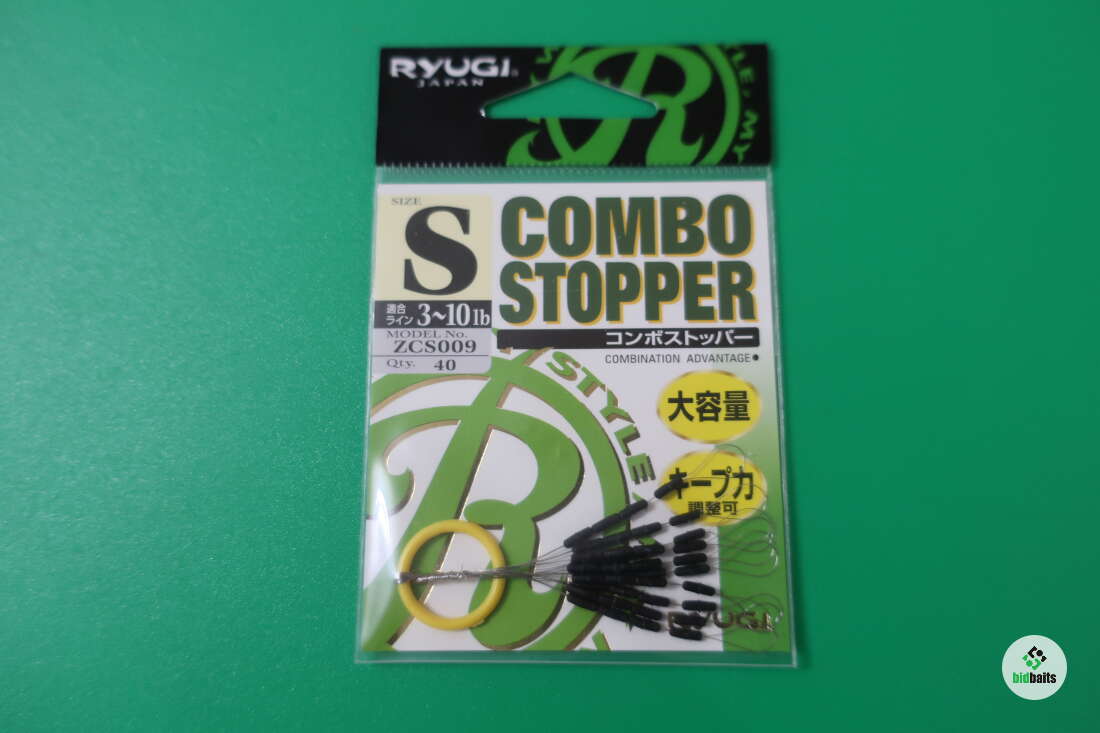 RYUGI
JAPAN
STYLE, MY
SIZE
S
COMBO
STOPPER
適合
ライン 3~10lb
MODEL No.
ZCS009
Qty. 40
コンボストッパー
COMBINATION ADVANTAGE
STYLE
大容量
キープ力
調整可
RYUGI
bidbaits